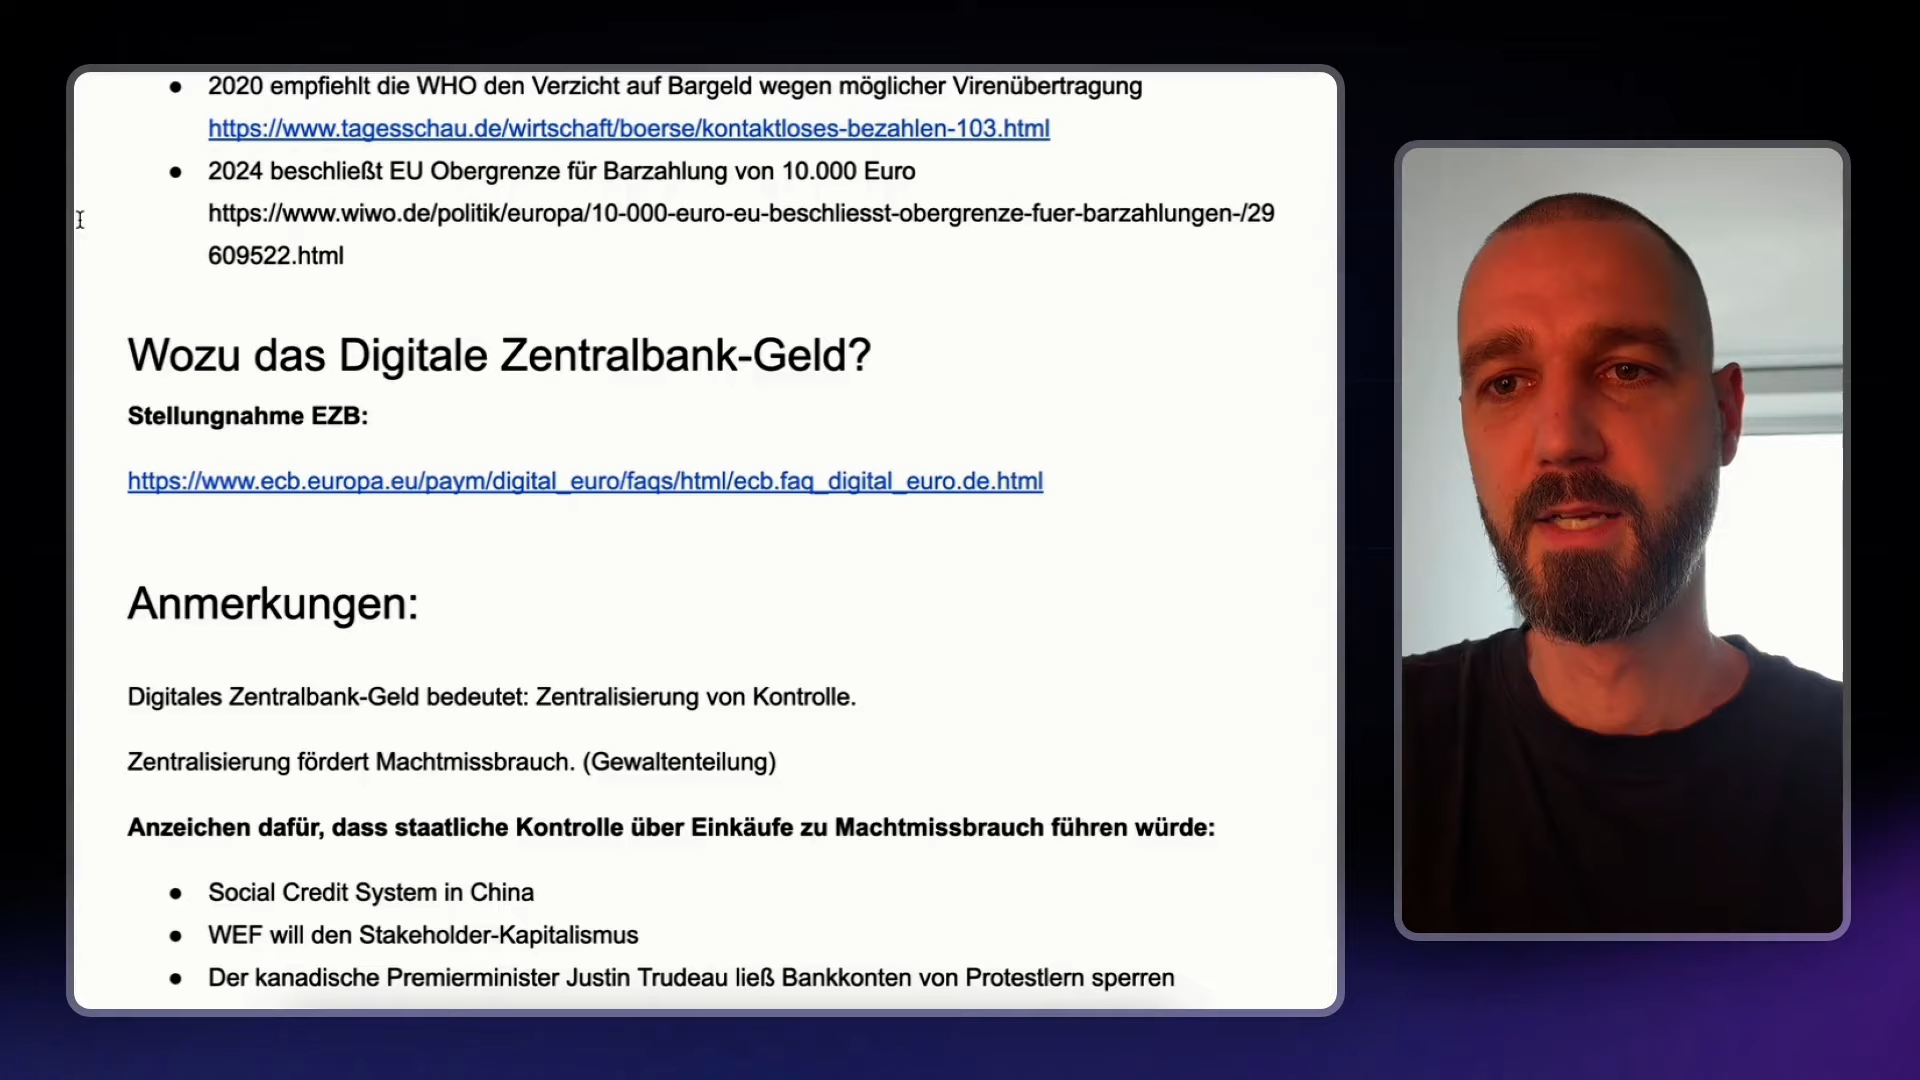 ● 2020 empfiehlt die WHO den Verzicht auf Bargeld wegen möglicher Virenübertragung
https://www.tagesschau.de/wirtschaft/boerse/kontaktloses-bezahlen-103.html
● 2024 beschließt EU Obergrenze für Barzahlung von 10.000 Euro
https://www.wiwo.de/politik/europa/10-000-euro-eu-beschliesst-obergrenze-fuer-barzahlungen-/29
609522.html
Wozu das Digitale Zentralbank-Geld?
Stellungnahme EZB:
https://www.ecb.europa.eu/paym/digital_euro/faqs/html/ecb.faq_digital_euro.de.html
Anmerkungen:
Digitales Zentralbank-Geld bedeutet: Zentralisierung von Kontrolle.
Zentralisierung fördert Machtmissbrauch. (Gewaltenteilung)
Anzeichen dafür, dass staatliche Kontrolle über Einkäufe zu Machtmissbrauch führen würde:
● Social Credit System in China
● WEF will den Stakeholder-Kapitalismus
● Der kanadische Premierminister Justin Trudeau ließ Bankkonten von Protestlern sperren